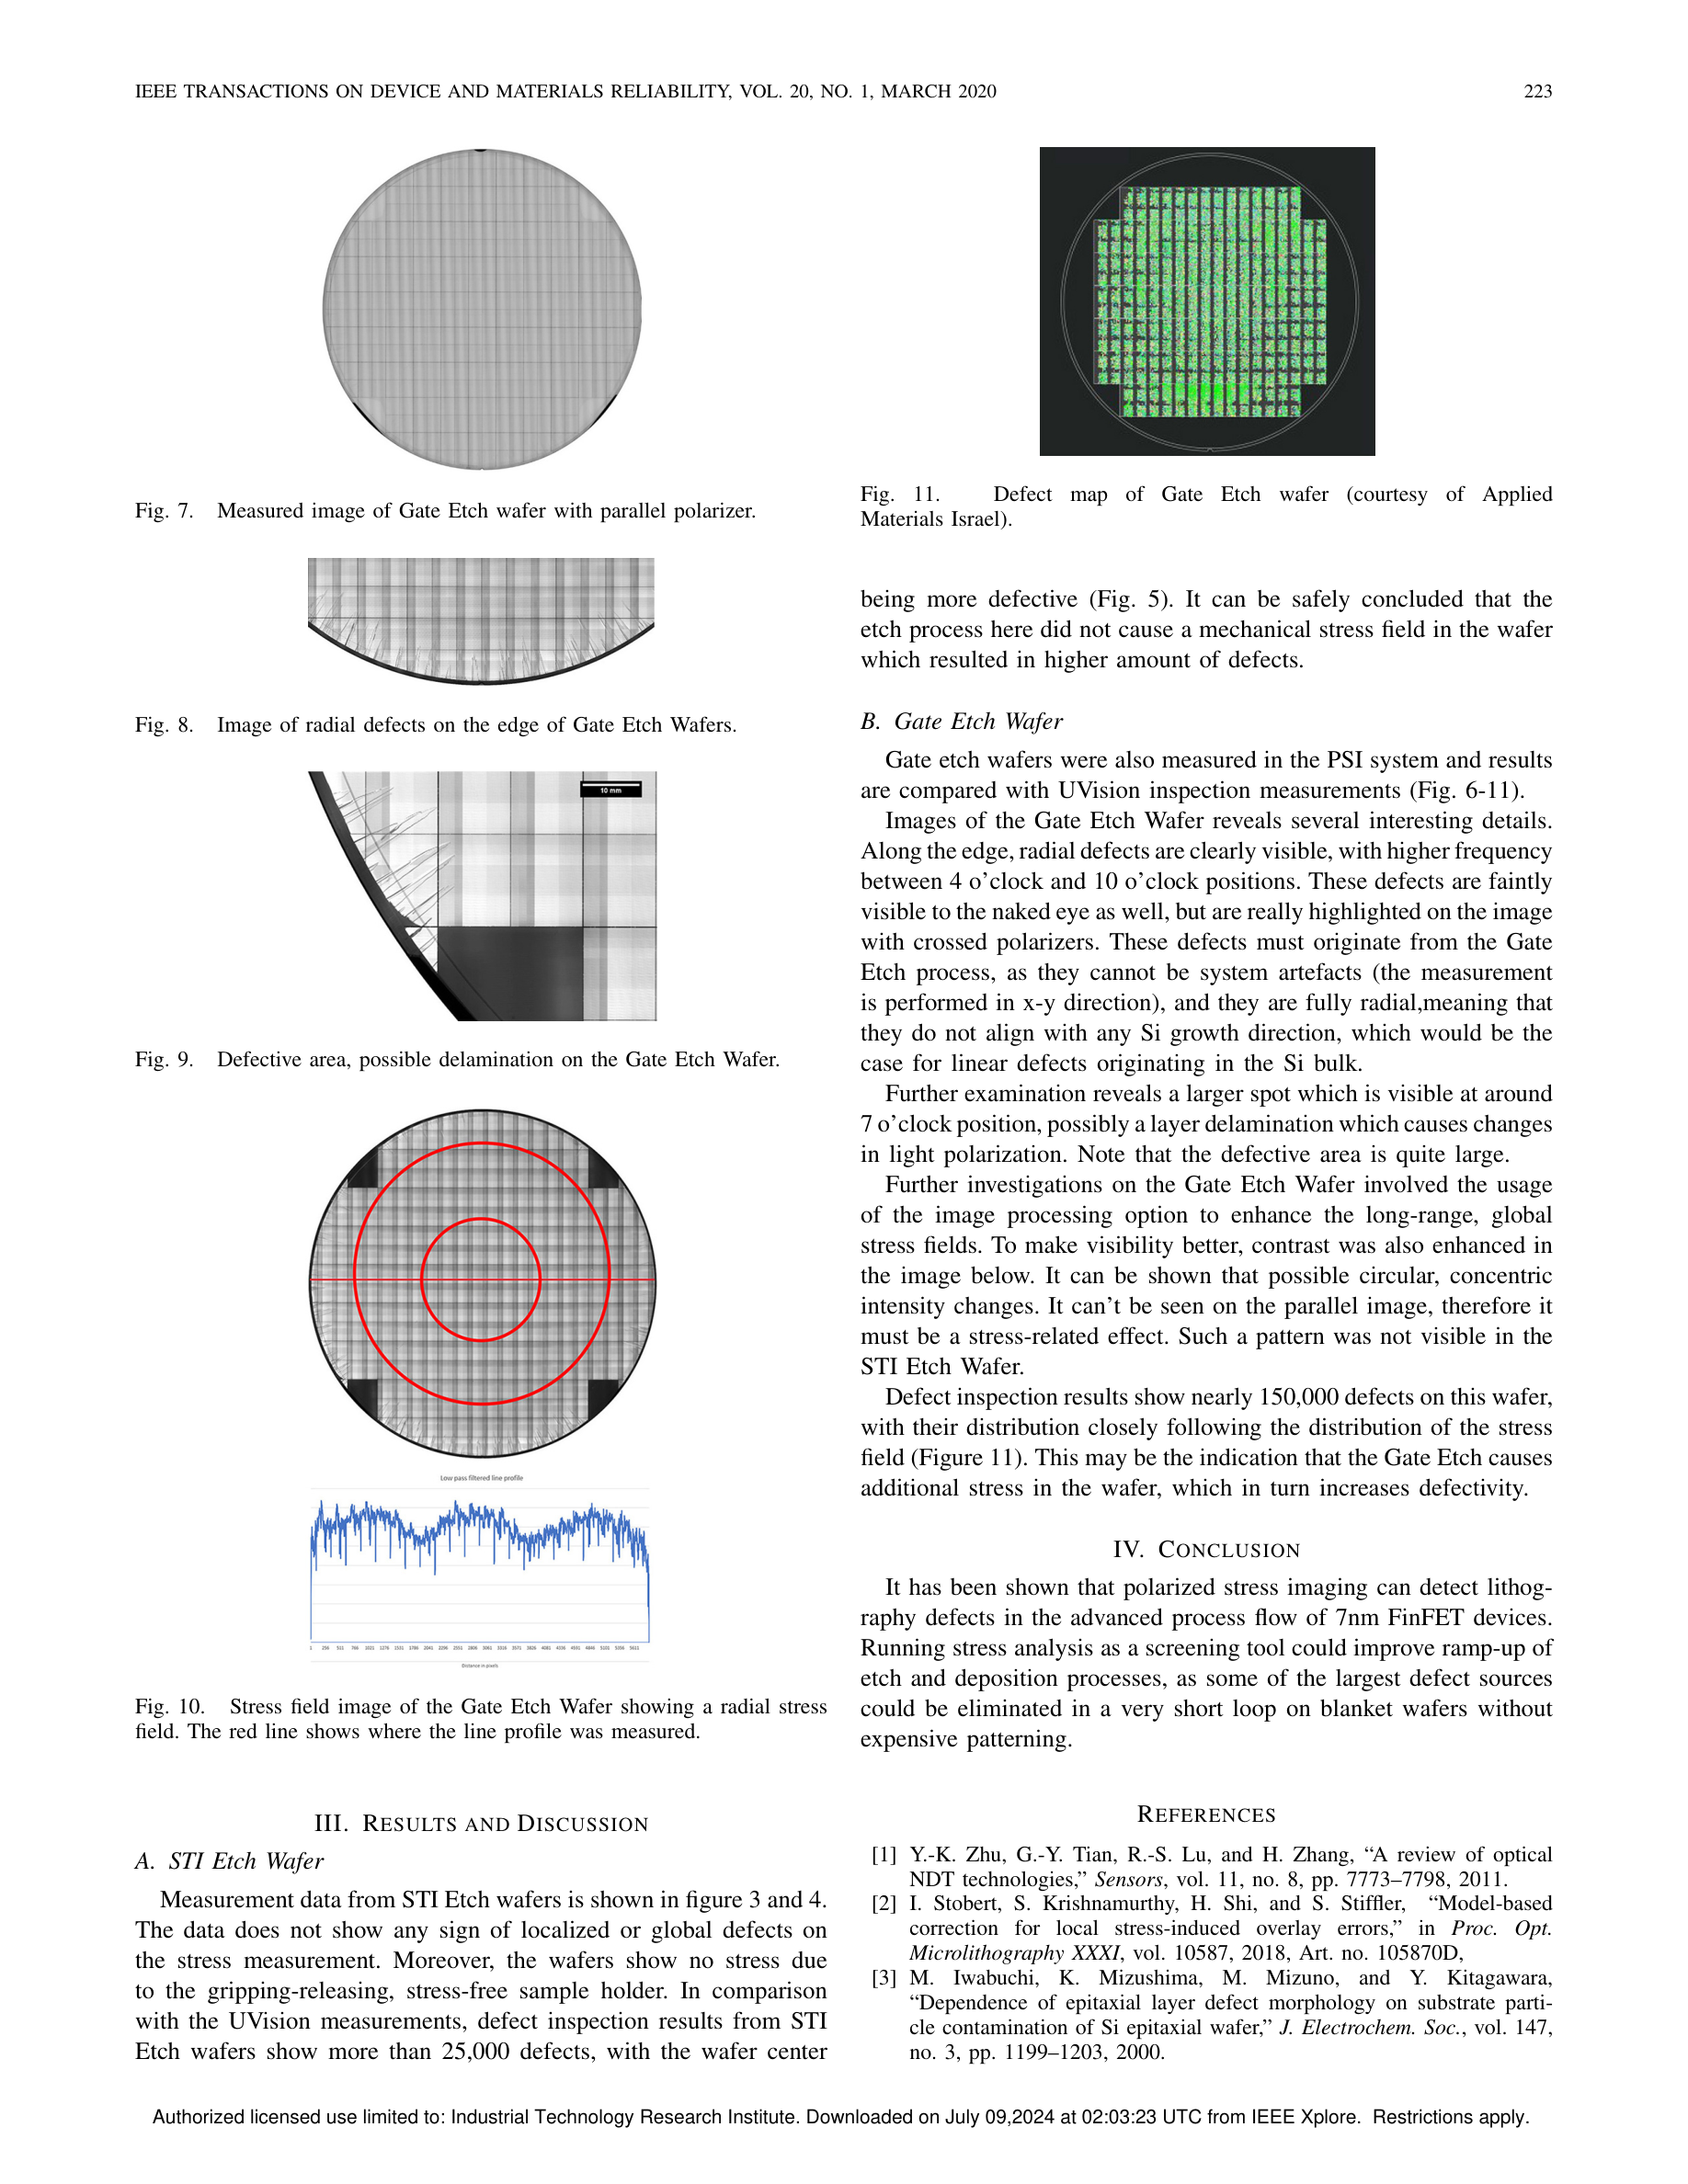 IEEE TRANSACTIONS ON DEVICE AND MATERIALS RELIABILITY, VOL. 20, NO. 1, MARCH 2020
223
Fig. 7. Measured image of Gate Etch wafer with parallel polarizer.
Fig. 8. Image of radial defects on the edge of Gate Etch Wafers.
10 mm
Fig. 9. Defective area, possible delamination on the Gate Etch Wafer.
Low pass filtered line profile
Distance in pixels
Fig. 10. Stress field image of the Gate Etch Wafer showing a radial stress
field. The red line shows where the line profile was measured.
III. RESULTS AND DISCUSSION
A. STI Etch Wafer
Measurement data from STI Etch wafers is shown in figure 3 and 4.
The data does not show any sign of localized or global defects on
the stress measurement. Moreover, the wafers show no stress due
to the gripping-releasing, stress-free sample holder. In comparison
with the UVision measurements, defect inspection results from STI
Etch wafers show more than 25,000 defects, with the wafer center
Fig. 11. Defect map of Gate Etch wafer (courtesy of Applied
Materials Israel).
being more defective (Fig. 5). It can be safely concluded that the
etch process here did not cause a mechanical stress field in the wafer
which resulted in higher amount of defects.
B. Gate Etch Wafer
Gate etch wafers were also measured in the PSI system and results
are compared with UVision inspection measurements (Fig. 6-11).
Images of the Gate Etch Wafer reveals several interesting details.
Along the edge, radial defects are clearly visible, with higher frequency
between 4 o'clock and 10 o'clock positions. These defects are faintly
visible to the naked eye as well, but are really highlighted on the image
with crossed polarizers. These defects must originate from the Gate
Etch process, as they cannot be system artefacts (the measurement
is performed in x-y direction), and they are fully radial,meaning that
they do not align with any Si growth direction, which would be the
case for linear defects originating in the Si bulk.
Further examination reveals a larger spot which is visible at around
7 o'clock position, possibly a layer delamination which causes changes
in light polarization. Note that the defective area is quite large.
Further investigations on the Gate Etch Wafer involved the usage
of the image processing option to enhance the long-range, global
stress fields. To make visibility better, contrast was also enhanced in
the image below. It can be shown that possible circular, concentric
intensity changes. It can't be seen on the parallel image, therefore it
must be a stress-related effect. Such a pattern was not visible in the
STI Etch Wafer.
Defect inspection results show nearly 150,000 defects on this wafer,
with their distribution closely following the distribution of the stress
field (Figure 11). This may be the indication that the Gate Etch causes
additional stress in the wafer, which in turn increases defectivity.
IV. CONCLUSION
It has been shown that polarized stress imaging can detect lithog-
raphy defects in the advanced process flow of 7nm FinFET devices.
Running stress analysis as a screening tool could improve ramp-up of
etch and deposition processes, as some of the largest defect sources
could be eliminated in a very short loop on blanket wafers without
expensive patterning.
REFERENCES
[1] Y.-K. Zhu, G.-Y. Tian, R.-S. Lu, and H. Zhang, "A review of optical
NDT technologies," Sensors, vol. 11, no. 8, pp. 7773–7798, 2011.
[2] I. Stobert, S. Krishnamurthy, H. Shi, and S. Stiffler, "Model-based
correction for local stress-induced overlay errors," in Proc. Opt.
Microlithography XXXI, vol. 10587, 2018, Art. no. 105870D,
[3] M. Iwabuchi, K. Mizushima, M. Mizuno, and Y. Kitagawa,
"Dependence of epitaxial layer defect morphology on substrate parti-
cle contamination of Si epitaxial wafer," J. Electrochem. Soc., vol. 147,
no. 3, pp. 1199–1203, 2000.
Authorized licensed use limited to: Industrial Technology Research Institute. Downloaded on July 09,2024 at 02:03:23 UTC from IEEE Xplore. Restrictions apply.